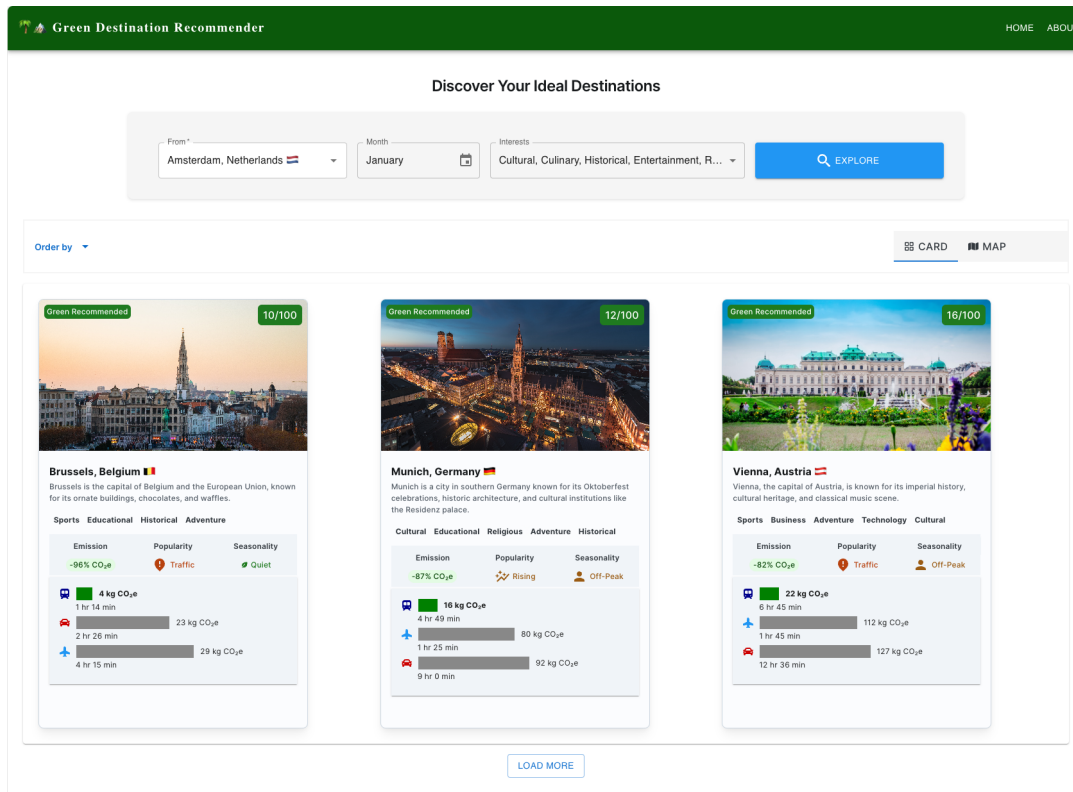 Green Destination Recommender
HOME ABOU
Discover Your Ideal Destinations
From *
Amsterdam, Netherlands
Month
January
Interests
Cultural, Culinary, Historical, Entertainment, R...
EXPLORE
Order by
CARD MAP
Green Recommended
10/100
Brussels, Belgium
Brussels is the capital of Belgium and the European Union, known
for its ornate buildings, chocolates, and waffles.
Sports Educational Historical Adventure
Emission Popularity Seasonality
-96% CO₂e Traffic Quiet
4 kg CO₂e
1 hr 14 min
23 kg CO₂e
2 hr 26 min
29 kg CO₂e
4 hr 15 min
Green Recommended
12/100
Munich, Germany
Munich is a city in southern Germany known for its Oktoberfest
celebrations, historic architecture, and cultural institutions like
the Residenz palace.
Cultural Educational Religious Adventure Historical
Emission Popularity Seasonality
-87% CO₂e Rising Off-Peak
16 kg CO₂e
4 hr 49 min
80 kg CO₂e
1 hr 25 min
92 kg CO₂e
9 hr 0 min
Green Recommended
16/100
Vienna, Austria
Vienna, the capital of Austria, is known for its imperial history,
cultural heritage, and classical music scene.
Sports Business Adventure Technology Cultural
Emission Popularity Seasonality
-82% CO₂e Traffic Off-Peak
22 kg CO₂e
6 hr 45 min
112 kg CO₂e
1 hr 45 min
127 kg CO₂e
12 hr 36 min
LOAD MORE